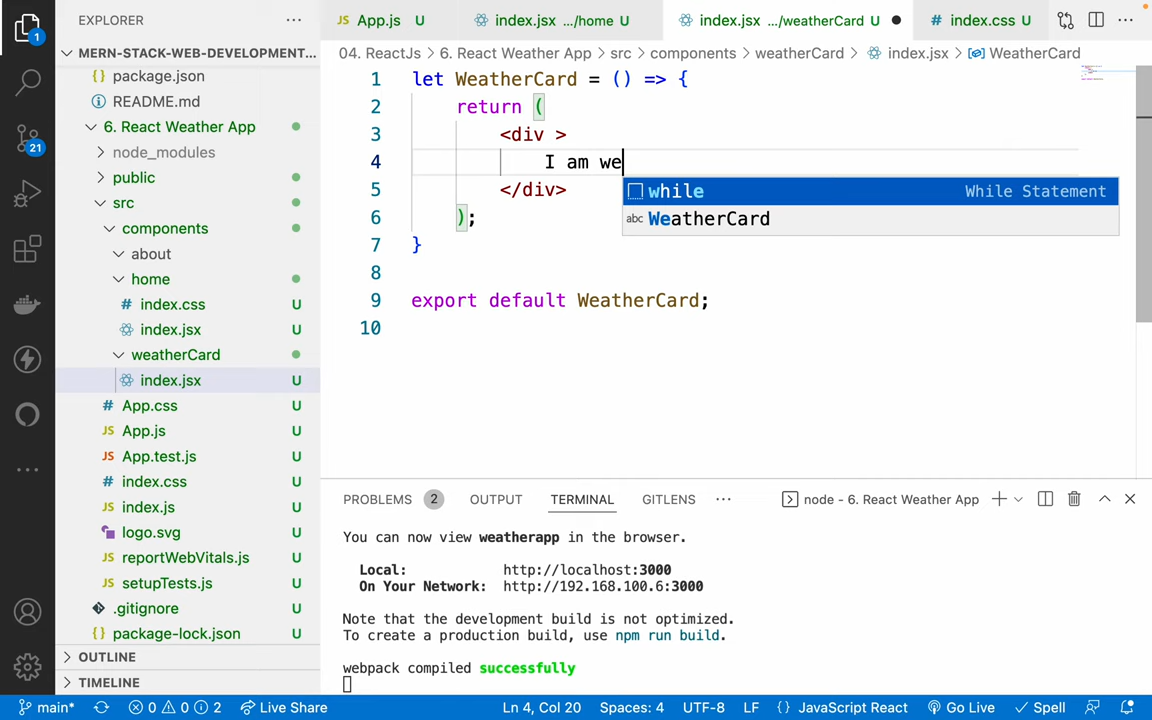 EXPLORER
App.js U
index.jsx .../home U
index.jsx .../weatherCard U
index.css U
MERN-STACK-WEB-DEVELOPMENT...
04. ReactJs > 6. React Weather App > src > components > weatherCard > index.jsx > WeatherCard
package.json
README.md
6. React Weather App
node_modules
public
src
components
about
home
index.css U
index.jsx U
weatherCard
index.jsx U
App.css U
App.js U
App.test.js U
index.css U
index.js U
logo.svg U
reportWebVitals.js U
setupTests.js U
.gitignore U
package-lock.json U
OUTLINE
TIMELINE
1
21
1 let WeatherCard = () => {
2 return (
3 <div >
4 I am we
5 </div>
6 );
7 }
8
9 export default WeatherCard;
10
while While Statement
abc WeatherCard
PROBLEMS 2 OUTPUT TERMINAL GITLENS ... node - 6. React Weather App
You can now view weatherapp in the browser.
Local: http://localhost:3000
On Your Network: http://192.168.100.6:3000
Note that the development build is not optimized.
To create a production build, use npm run build.
webpack compiled successfully
main* 0 0 2 Live Share Ln 4, Col 20 Spaces: 4 UTF-8 LF {} JavaScript React Go Live Spell